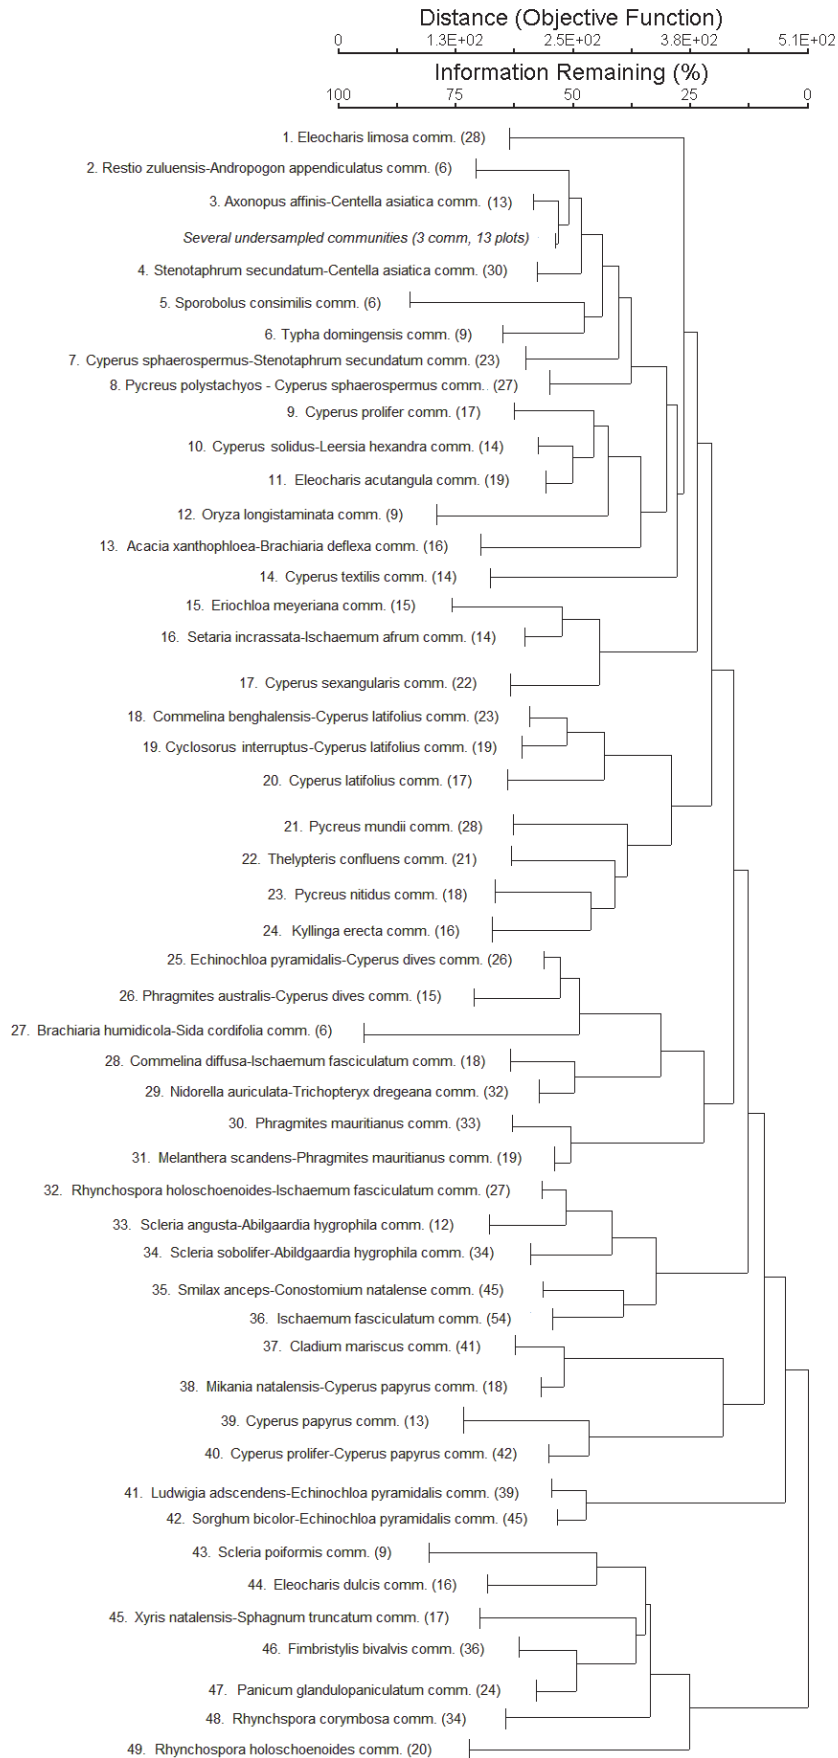 Distance (Objective Function)
0 1.3E+02 2.5E+02 3.8E+02 5.1E+02
Information Remaining (%)
100 75 50 25 0
1. Eleocharis limosa comm. (28)
2. Restio zuluensis-Andropogon appendiculatus comm. (6)
3. Axonopus affinis-Centella asiatica comm. (13)
Several undersampled communities (3 comm, 13 plots)
4. Stenotaphrum secundatum-Centella asiatica comm. (30)
5. Sporobolus consimilis comm. (6)
6. Typha domingensis comm. (9)
7. Cyperus sphaerospermus-Stenotaphrum secundatum comm. (23)
8. Pycreus polystachyos - Cyperus sphaerospermus comm. (27)
9. Cyperus prolifer comm. (17)
10. Cyperus solidus-Leersia hexandra comm. (14)
11. Eleocharis acutangula comm. (19)
12. Oryza longistaminata comm. (9)
13. Acacia xanthophloea-Brachiaria deflexa comm. (16)
14. Cyperus textilis comm. (14)
15. Eriochloa meyeriana comm. (15)
16. Setaria incrassata-Ischaemum afrum comm. (14)
17. Cyperus sexangularis comm. (22)
18. Commelina benghalensis-Cyperus latifolius comm. (23)
19. Cyclosorus interruptus-Cyperus latifolius comm. (19)
20. Cyperus latifolius comm. (17)
21. Pycreus mundii comm. (28)
22. Thelypteris confluens comm. (21)
23. Pycreus nitidus comm. (18)
24. Kyllinga erecta comm. (16)
25. Echinochloa pyramidalis-Cyperus dives comm. (26)
26. Phragmites australis-Cyperus dives comm. (15)
27. Brachiaria humidicola-Sida cordifolia comm. (6)
28. Commelina diffusa-Ischaemum fasciculatum comm. (18)
29. Nidorella auriculata-Trichopteryx dregeana comm. (32)
30. Phragmites mauritianus comm. (33)
31. Melanthera scandens-Phragmites mauritianus comm. (19)
32. Rhynchospora holoschoenoides-Ischaemum fasciculatum comm. (27)
33. Scleria angusta-Abilgaardia hygrophila comm. (12)
34. Scleria sobolifer-Abildgaardia hygrophila comm. (34)
35. Smilax anceps-Conostomium natalense comm. (45)
36. Ischaemum fasciculatum comm. (54)
37. Cladium mariscus comm. (41)
38. Mikania natalensis-Cyperus papyrus comm. (18)
39. Cyperus papyrus comm. (13)
40. Cyperus prolifer-Cyperus papyrus comm. (42)
41. Ludwigia adscendens-Echinochloa pyramidalis comm. (39)
42. Sorghum bicolor-Echinochloa pyramidalis comm. (45)
43. Scleria poiformis comm. (9)
44. Eleocharis dulcis comm. (16)
45. Xyris natalensis-Sphagnum truncatum comm. (17)
46. Fimbristylis bivalvis comm. (36)
47. Panicum glandulopaniculatum comm. (24)
48. Rhynchspora corymbosa comm. (34)
49. Rhynchospora holoschoenoides comm. (20)